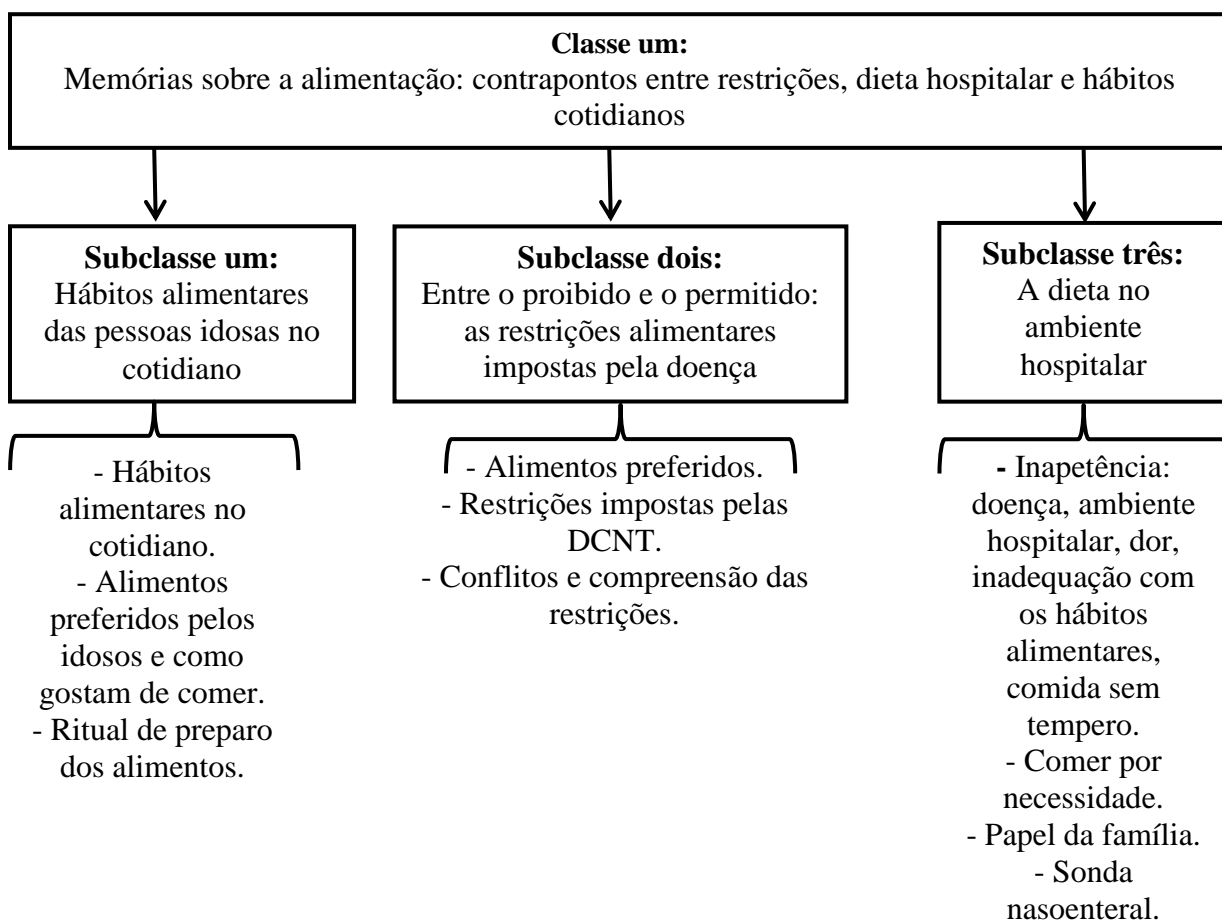 Classe um:
Memórias sobre a alimentação: contrapontos entre restrições, dieta hospitalar e hábitos
cotidianos
Subclasse um:
Hábitos alimentares
das pessoas idosas no
cotidiano
- Hábitos
alimentares no
cotidiano.
- Alimentos
preferidos pelos
idosos e como
gostam de comer.
- Ritual de preparo
dos alimentos.
Subclasse dois:
Entre o proibido e o permitido:
as restrições alimentares
impostas pela doença
- Alimentos preferidos.
- Restrições impostas pelas
DCNT.
- Conflitos e compreensão das
restrições.
Subclasse três:
A dieta no
ambiente
hospitalar
- Inapetência:
doença, ambiente
hospitalar, dor,
inadequação com
os hábitos
alimentares,
comida sem
tempero.
- Comer por
necessidade.
- Papel da família.
- Sonda
nasoenteral.